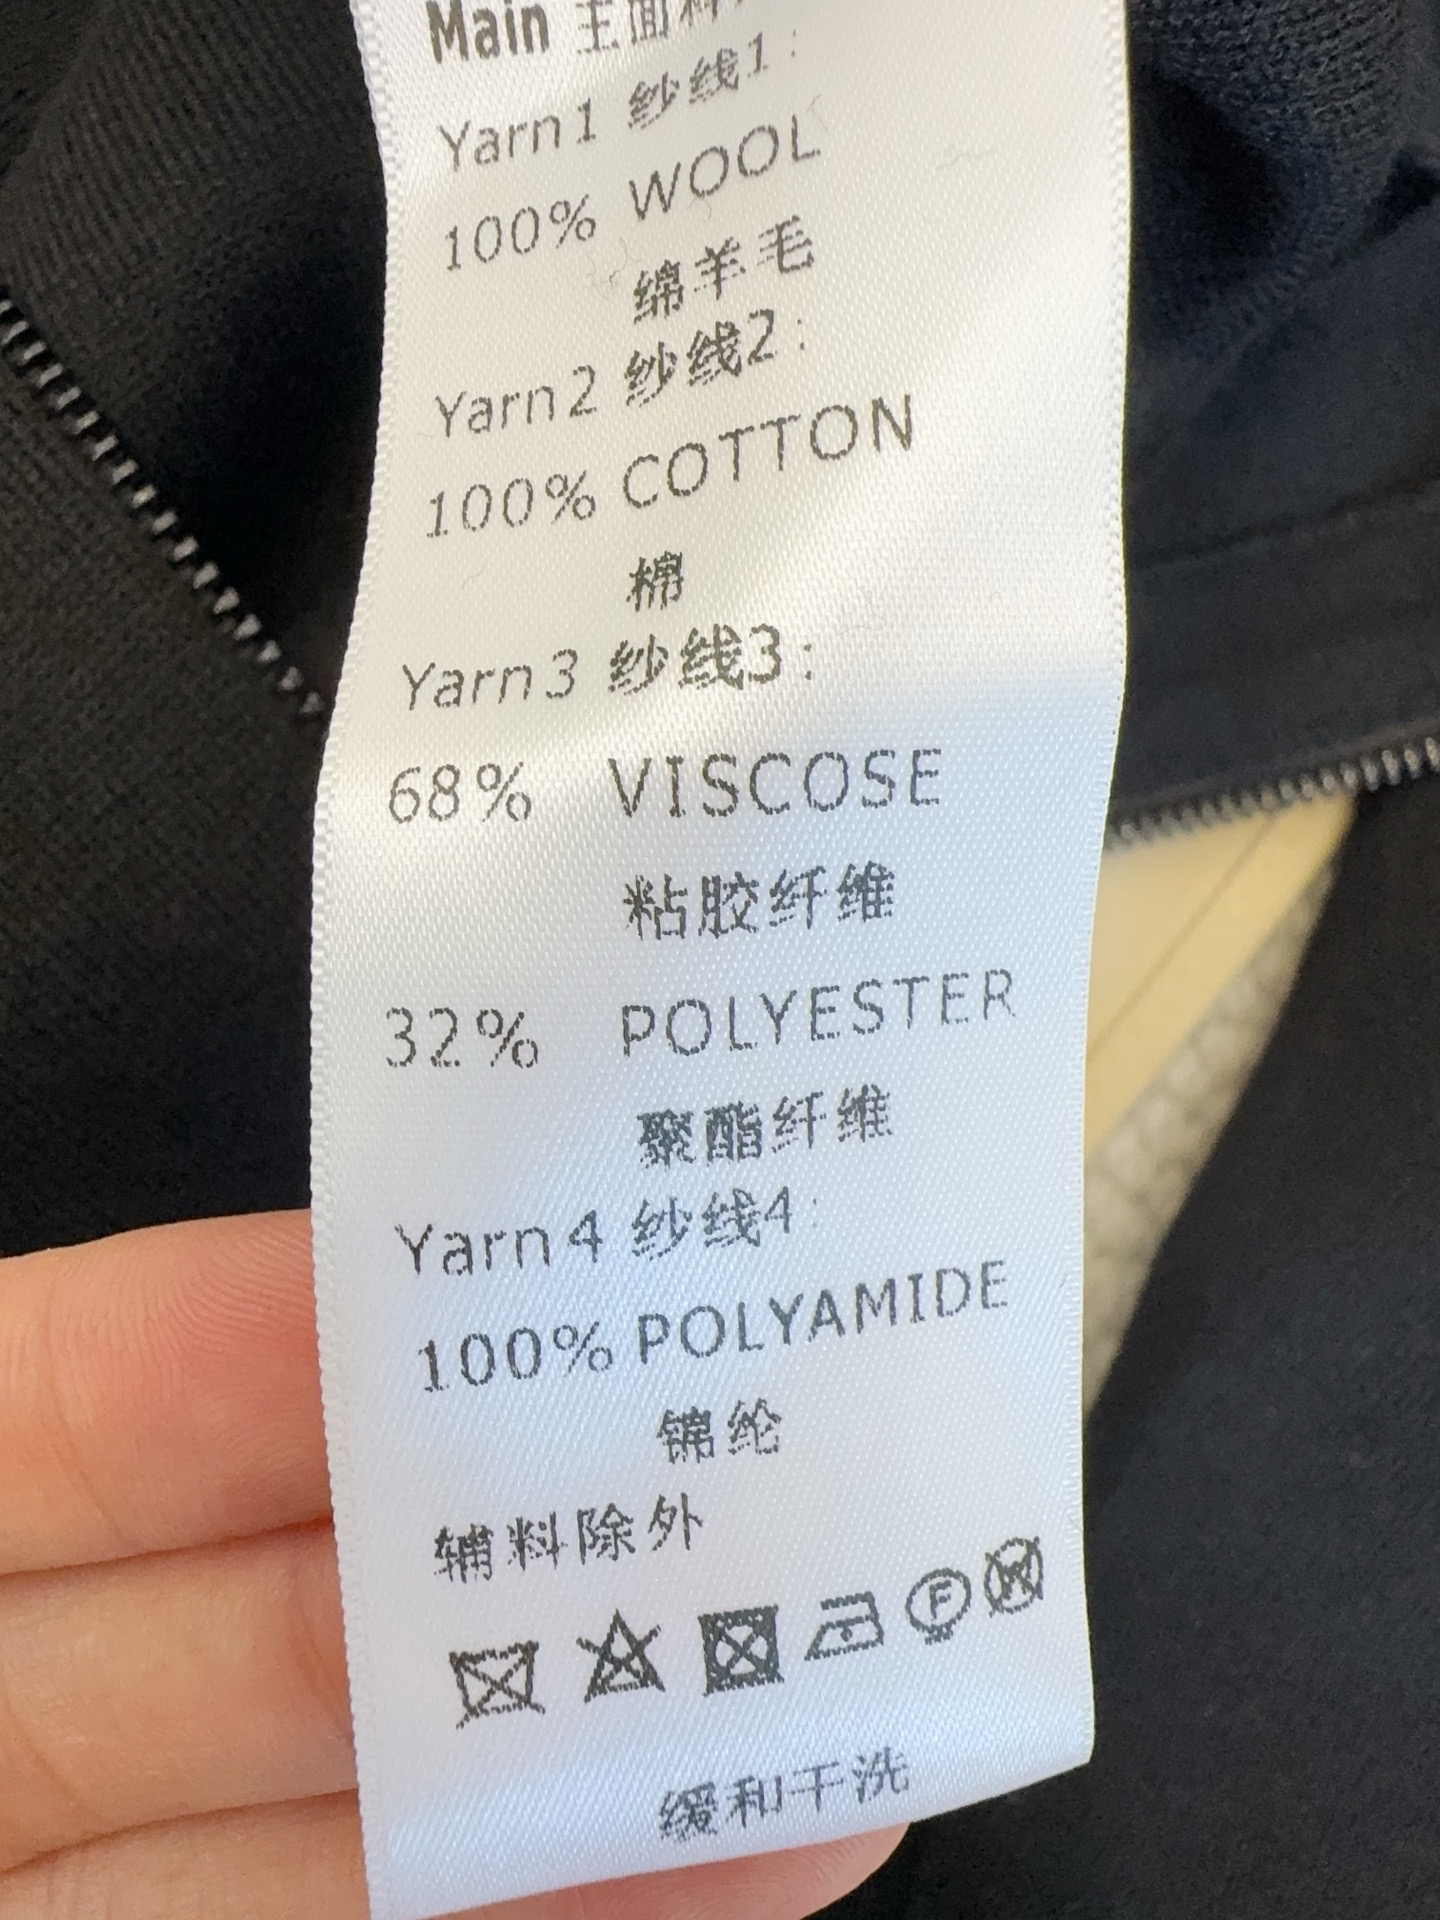 Main 主面料
Yarn1 纱线1:
100% WOOL
绵羊毛
Yarn2 纱线2:
100% COTTON
棉
Yarn3 纱线3:
68% VISCOSE
粘胶纤维
32% POLYESTER
聚酯纤维
Yarn4 纱线4:
100% POLYAMIDE
锦纶
辅料除外
F W
缓和干洗